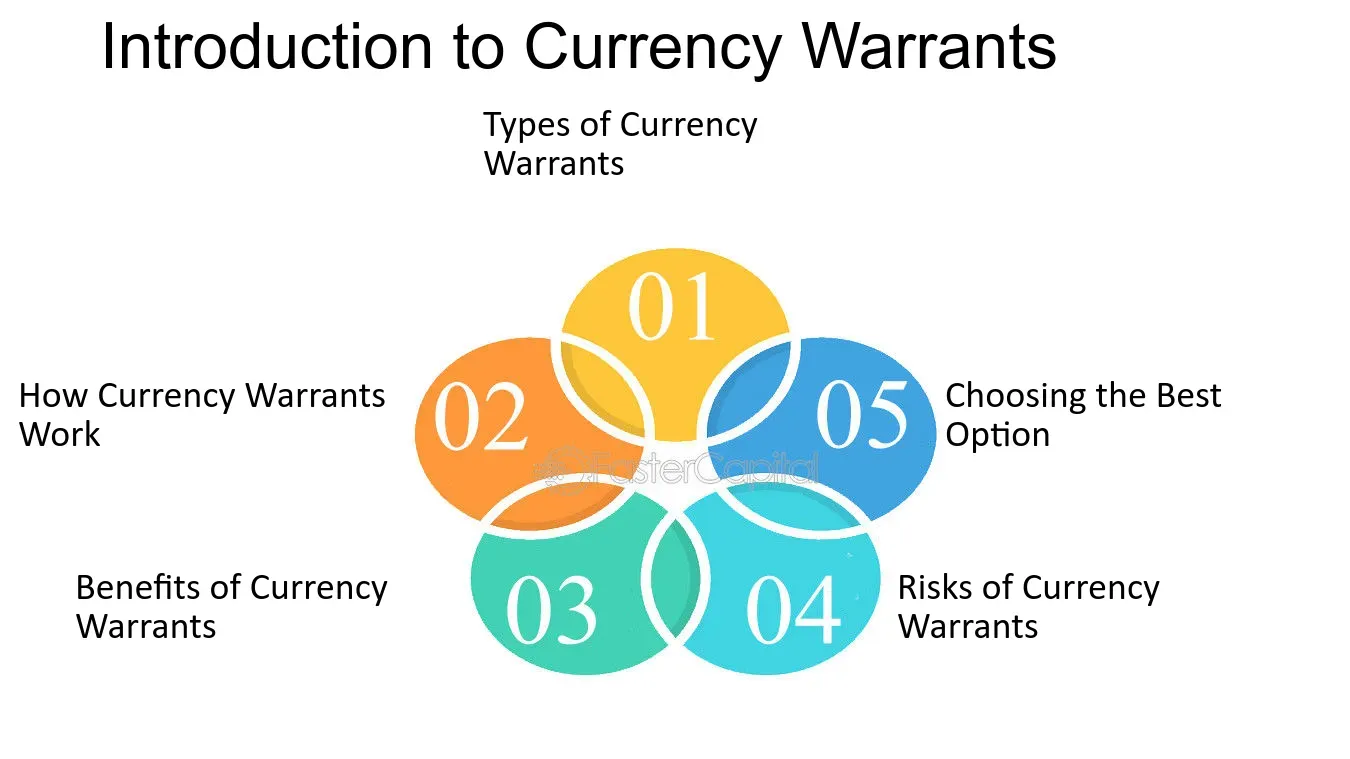 Introduction to Currency Warrants
Types of Currency
Warrants
01
02
How Currency Warrants
Work
05
Choosing the Best
Option
FasterCapital
03
Benefits of Currency
Warrants
04
Risks of Currency
Warrants